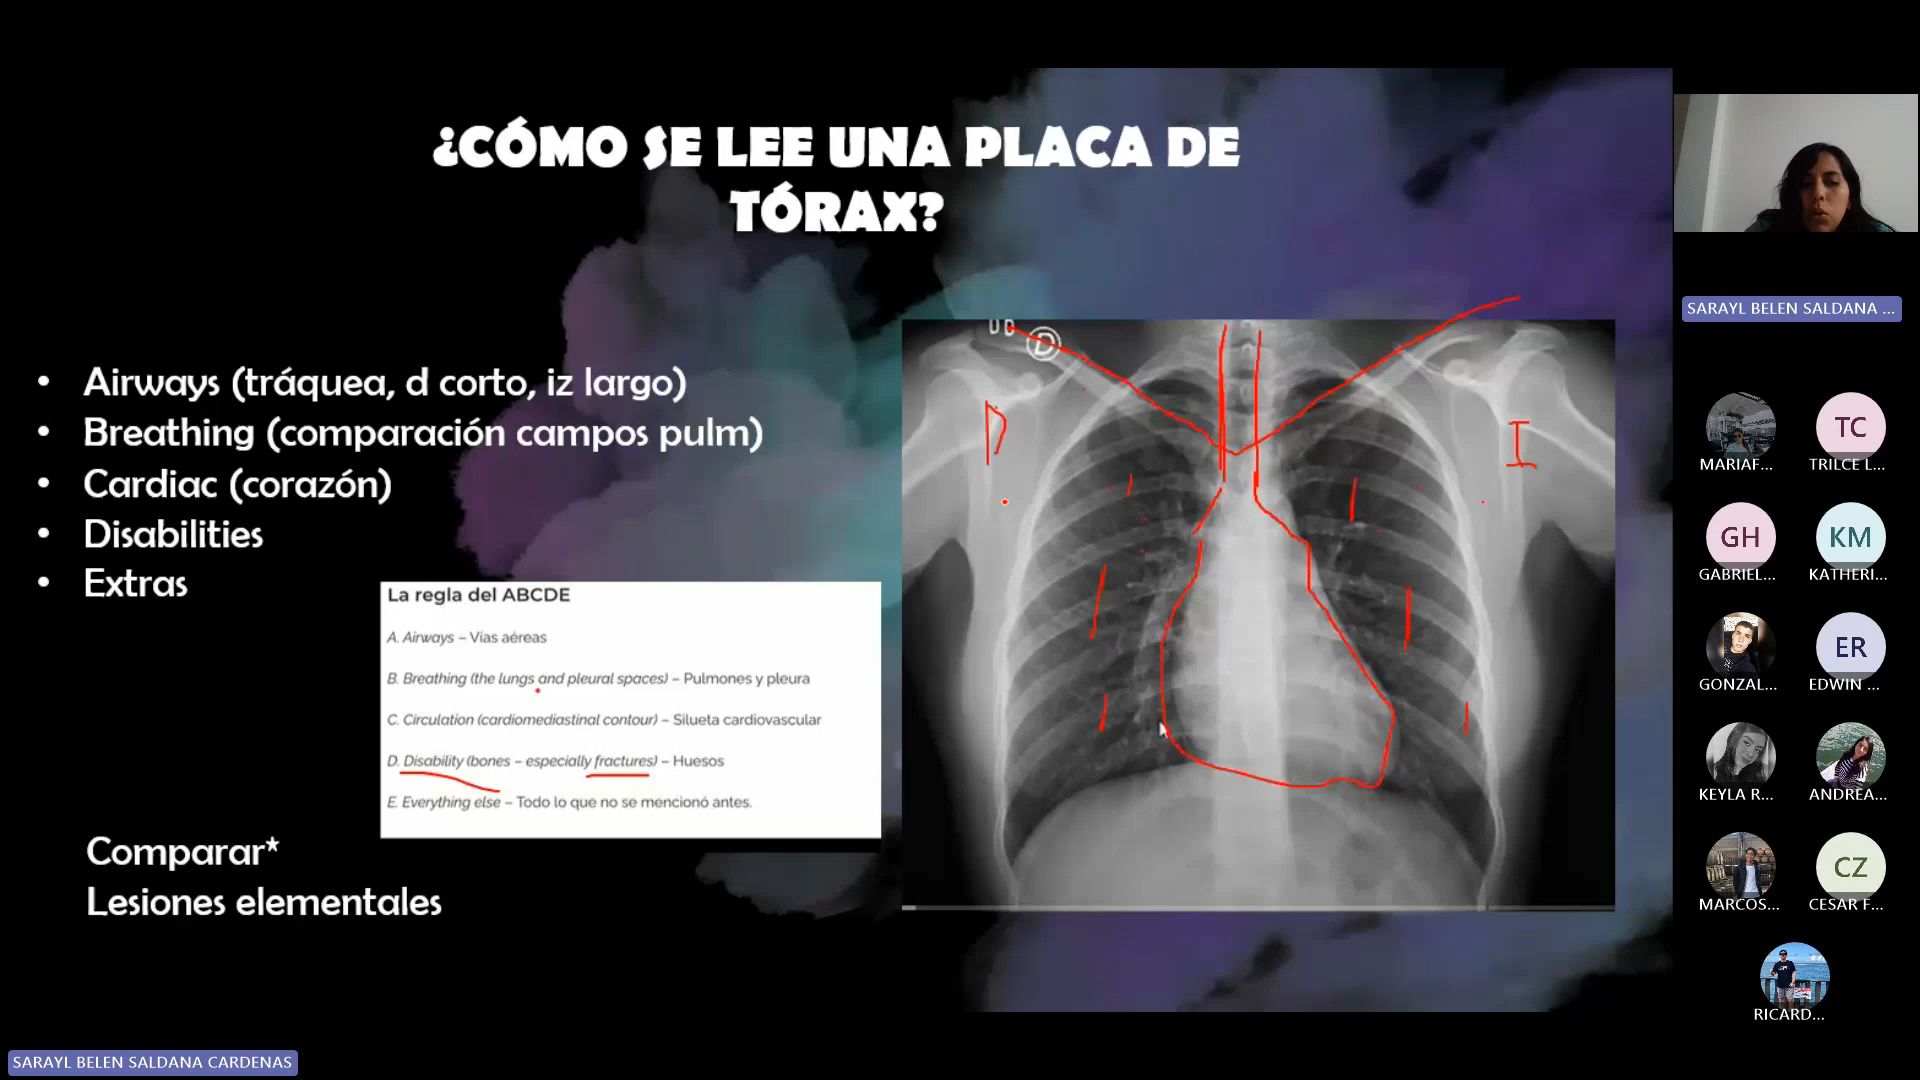 ¿CÓMO SE LEE UNA PLACA DE
TÓRAX?
• Airways (tráquea, d corto, iz largo)
• Breathing (comparación campos pulm)
• Cardiac (corazón)
• Disabilities
• Extras
La regla del ABCDE
A. Airways – Vías aéreas
B. Breathing (the lungs and pleural spaces) – Pulmones y pleura
C. Circulation (cardiomediastinal contour) – Silueta cardiovascular
D. Disability (bones – especially fractures) – Huesos
E. Everything else – Todo lo que no se mencionó antes.
Comparar*
Lesiones elementales
D
D
I
SARAYL BELEN SALDANA ...
TC
MARIAF...
TRILCE L...
GH
KM
GABRIEL...
KATHERI...
ER
GONZAL...
EDWIN ...
KEYLA R...
ANDREA...
CZ
MARCOS...
CESAR F...
RICARD...
SARAYL BELEN SALDANA CARDENAS